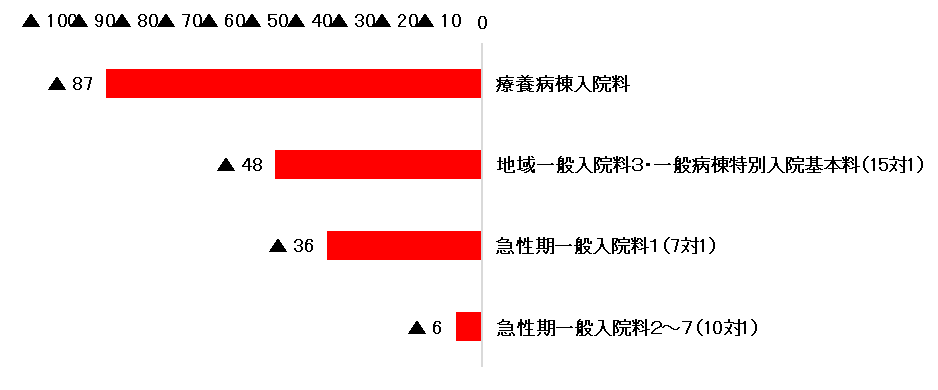 ▲ 100 ▲ 90 ▲ 80 ▲ 70 ▲ 60 ▲ 50 ▲ 40 ▲ 30 ▲ 20 ▲ 10 0
▲ 87 療養病棟入院料
▲ 48 地域一般入院料3・一般病棟特別入院基本料(15対1)
▲ 36 急性期一般入院料1(7対1)
▲ 6 急性期一般入院料2~7(10対1)